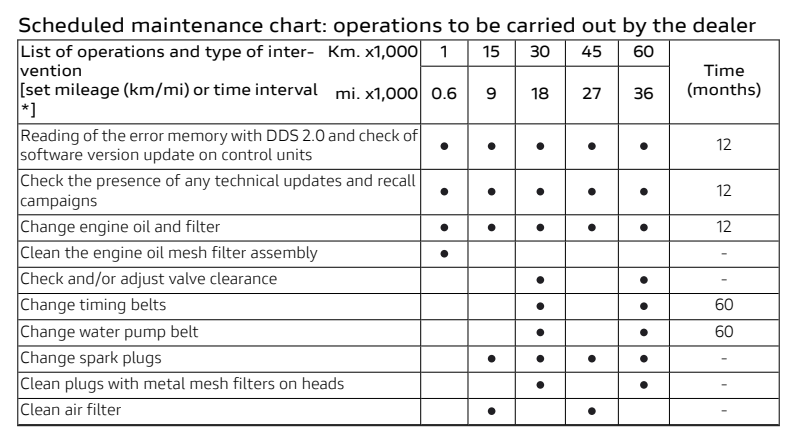 Scheduled maintenance chart: operations to be carried out by the dealer
List of operations and type of inter- Km. x1,000 1 15 30 45 60 Time (months)
vention
[set mileage (km/mi) or time interval mi. x1,000 0.6 9 18 27 36
*]
Reading of the error memory with DDS 2.0 and check of
software version update on control units ● ● ● ● ● 12
Check the presence of any technical updates and recall
campaigns ● ● ● ● ● 12
Change engine oil and filter ● ● ● ● ● 12
Clean the engine oil mesh filter assembly ● -
Check and/or adjust valve clearance ● ● -
Change timing belts ● ● 60
Change water pump belt ● ● 60
Change spark plugs ● ● ● ● -
Clean plugs with metal mesh filters on heads ● ● -
Clean air filter ● ● -